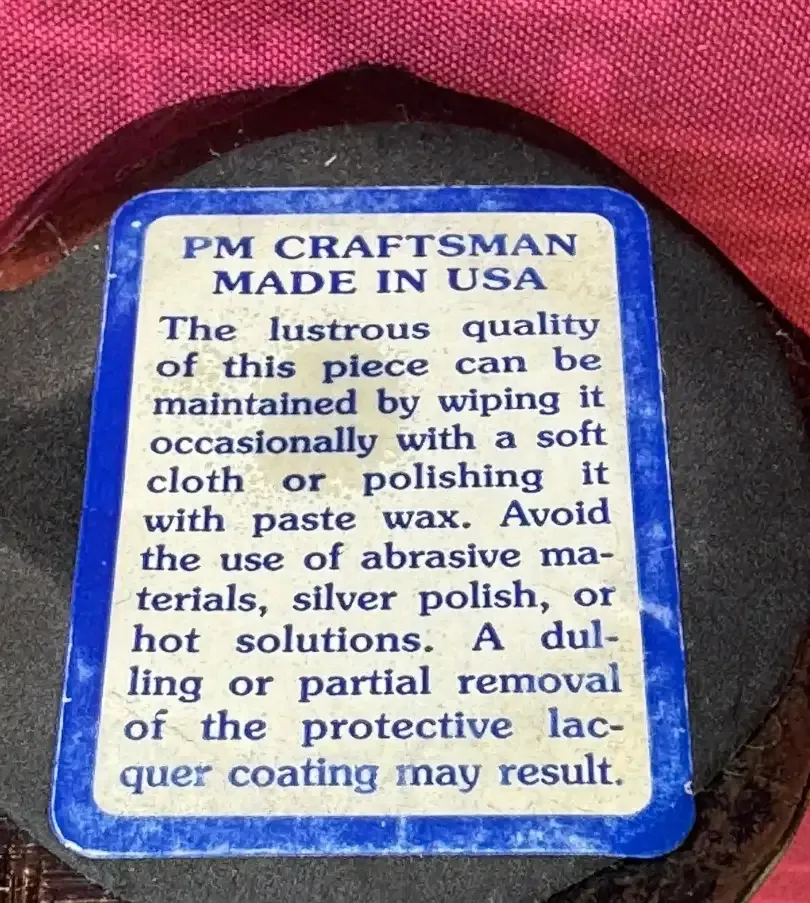 PM CRAFTSMAN
MADE IN USA
The lustrous quality
of this piece can be
maintained by wiping it
occasionally with a soft
cloth or polishing it
with paste wax. Avoid
the use of abrasive ma-
terials, silver polish, or
hot solutions. A dul-
ling or partial removal
of the protective lac-
quer coating may result.